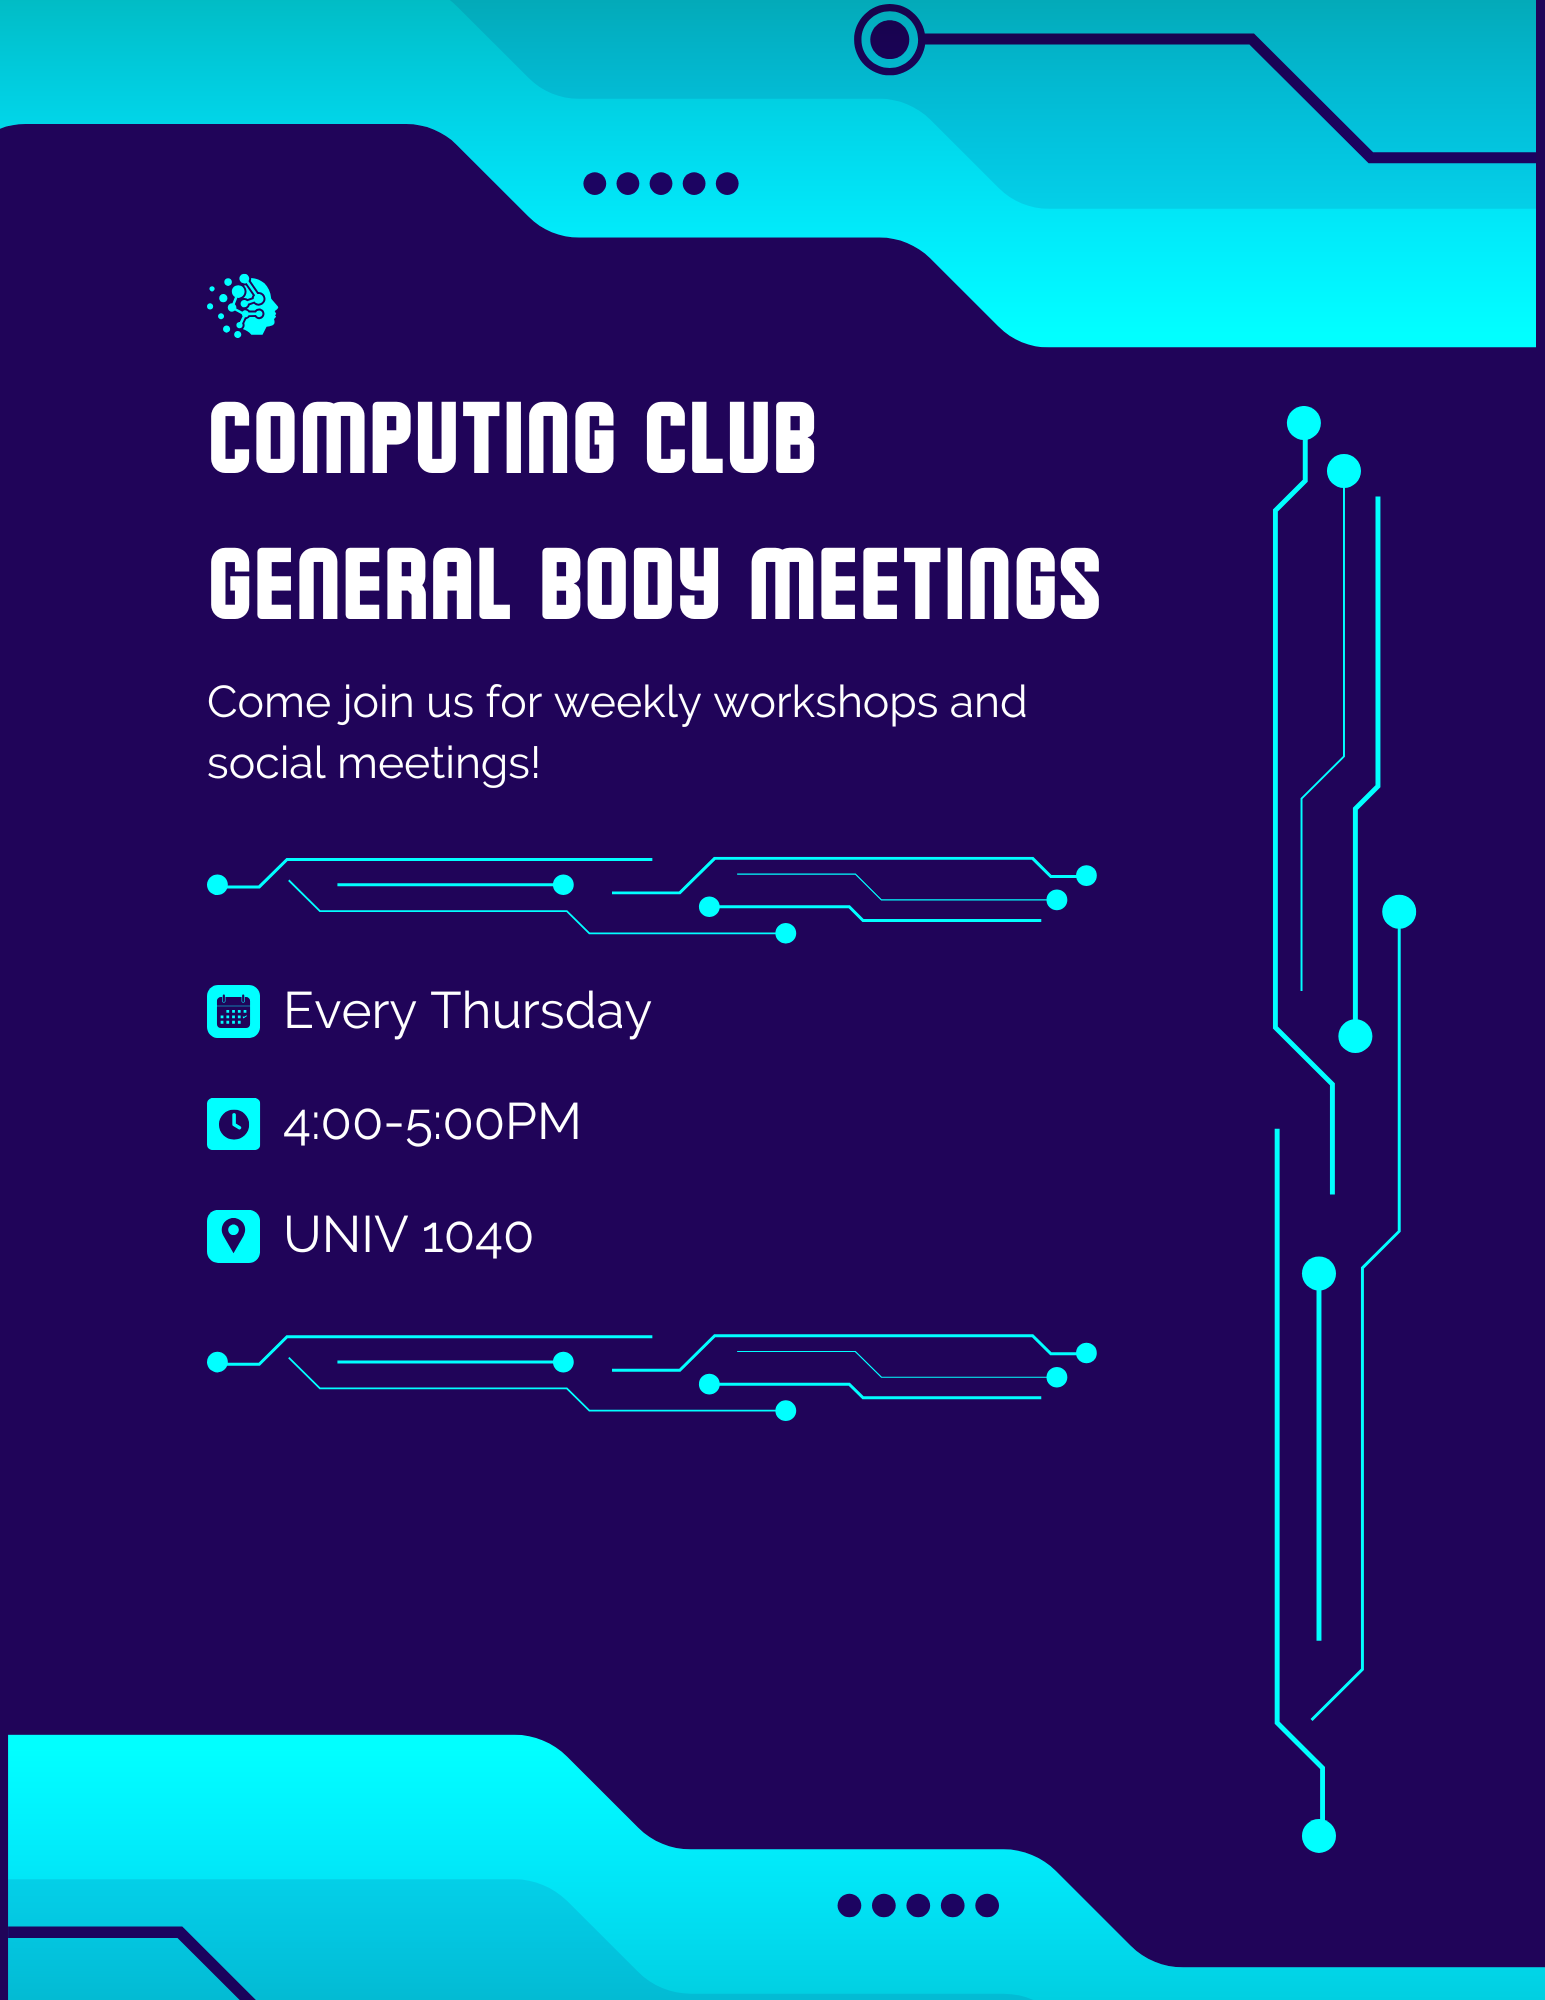 COMPUTING CLUB
GENERAL BODY MEETINGS
Come join us for weekly workshops and
social meetings!
Every Thursday
4:00-5:00PM
UNIV 1040